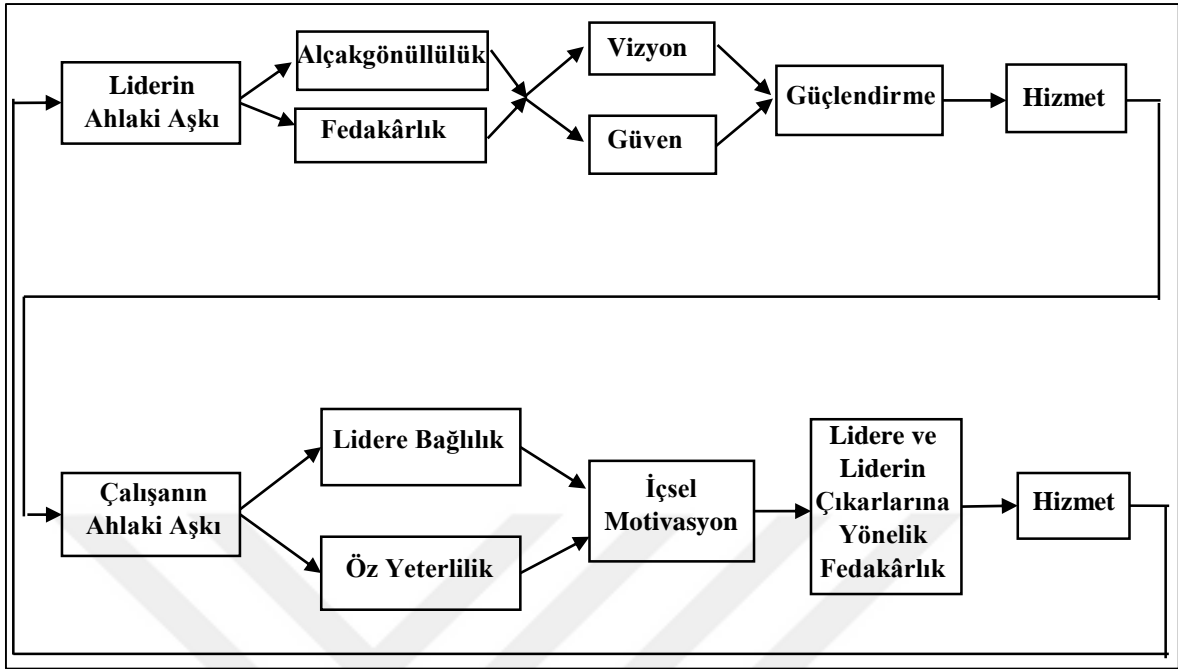 Liderin
Ahlaki Aşkı
Alçakgönüllülük
Fedakârlık
Vizyon
Güven
Güçlendirme
Hizmet
Çalışanın
Ahlaki Aşkı
Lidere Bağlılık
Öz Yeterlilik
İçsel
Motivasyon
Lidere ve
Liderin
Çıkarlarına
Yönelik
Fedakârlık
Hizmet